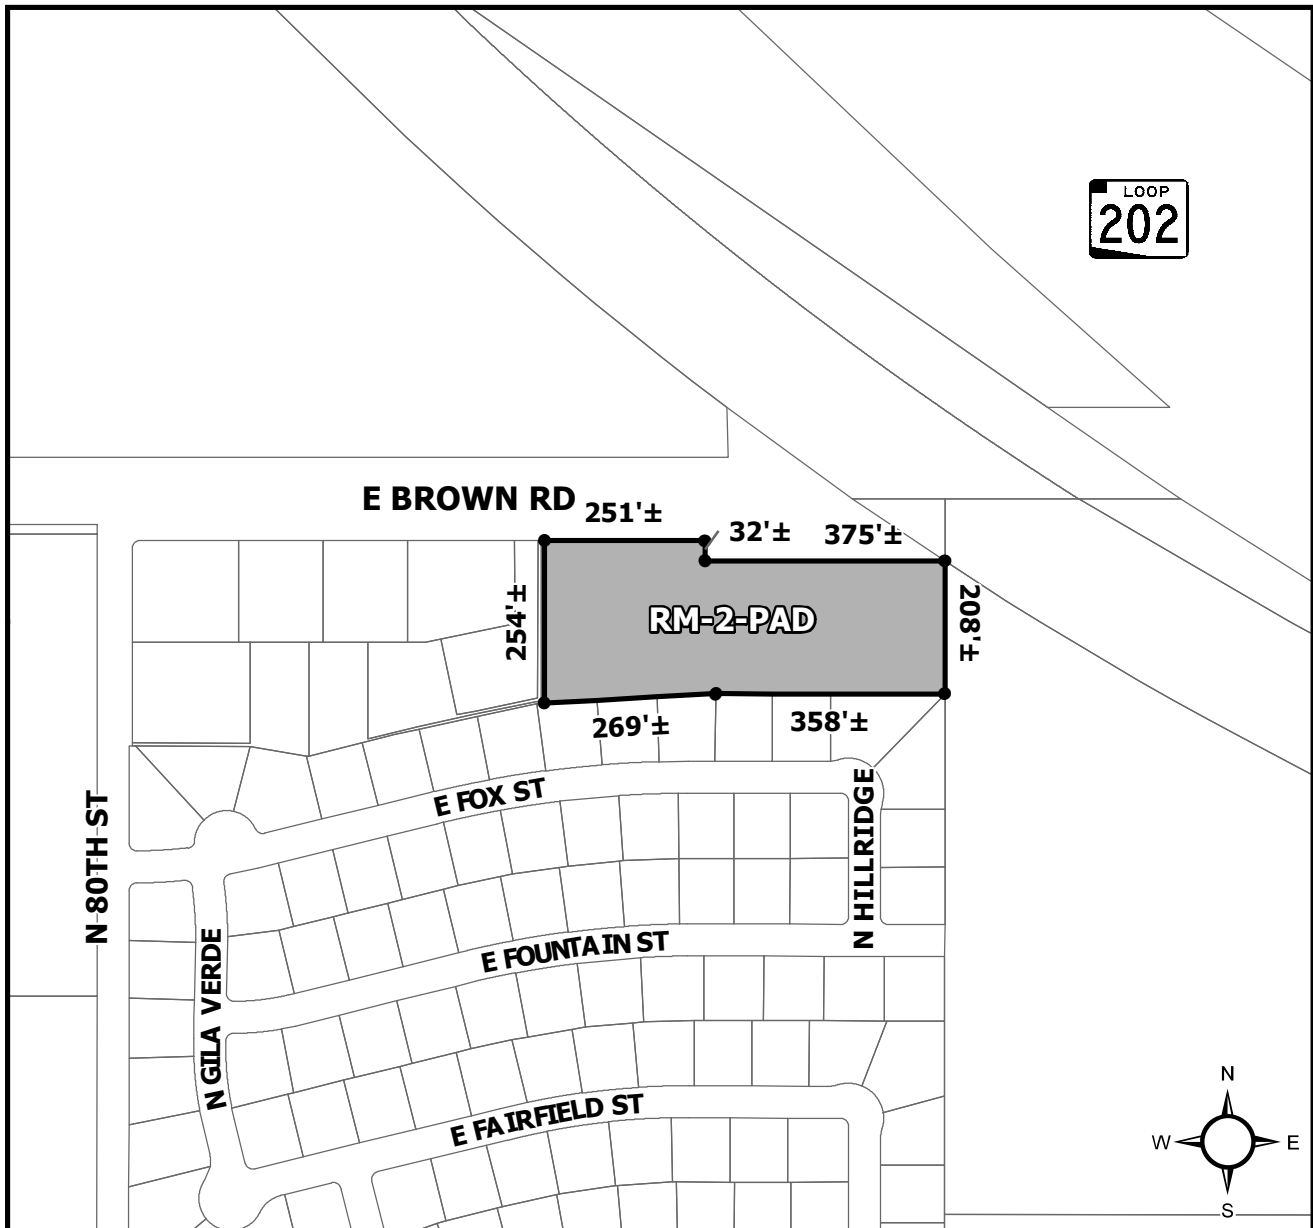 LOOP
202
E BROWN RD
251'±
32'±
375'±
254'±
RM-2-PAD
208'±
269'±
358'±
E FOX ST
N HILLRIDGE
N 80TH ST
E FOUNTAIN ST
N GILA VERDE
E FAIRFIELD ST
N
W
E
S